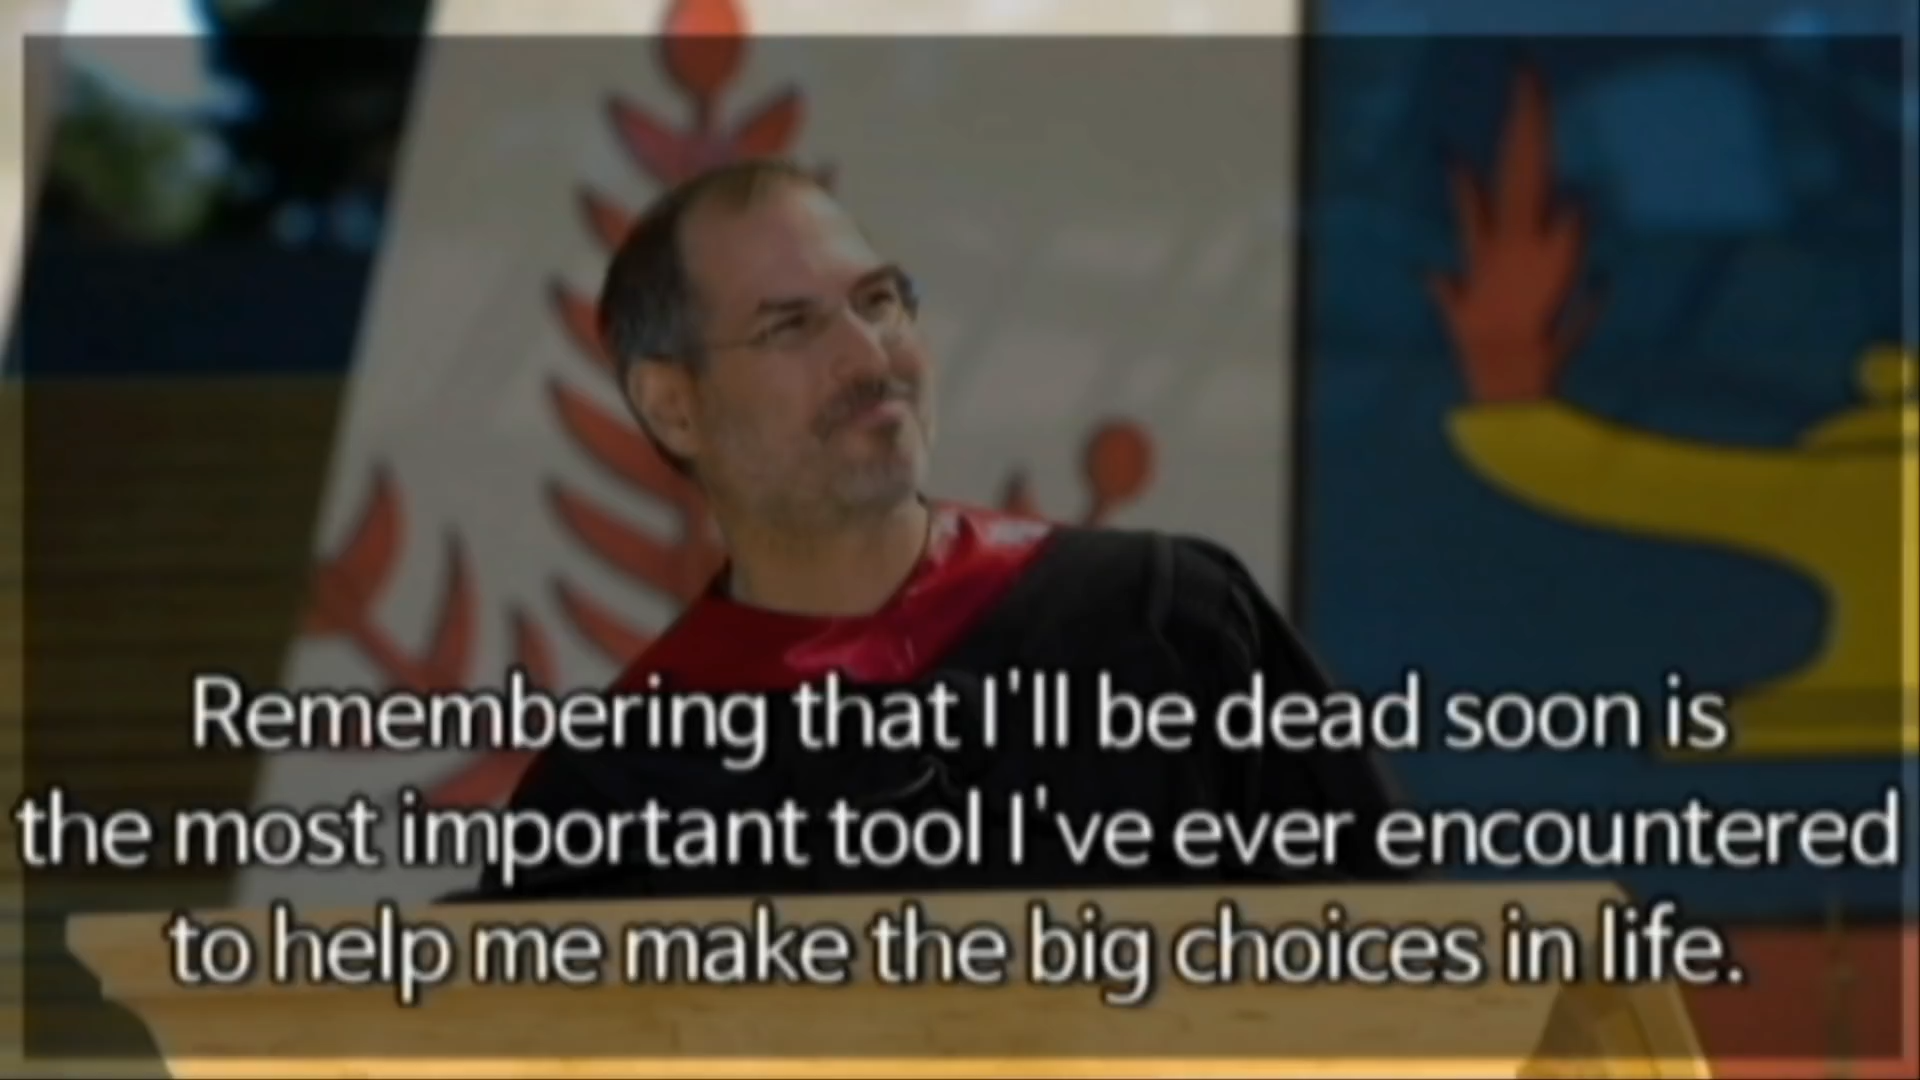 Remembering that I'll be dead soon is
the most important tool I've ever encountered
to help me make the big choices in life.